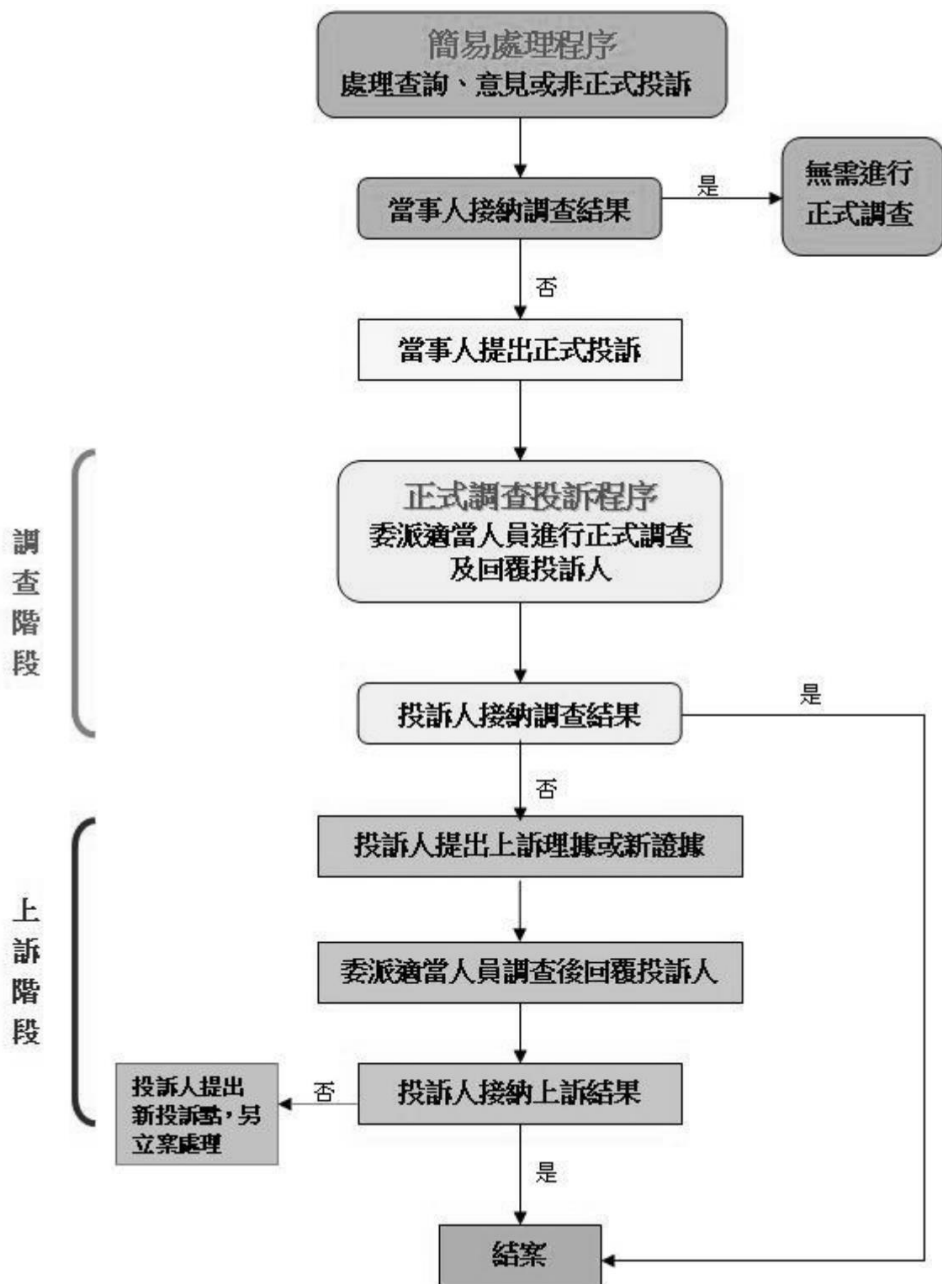 簡易處理程序
處理查詢、意見或非正式投訴
當事人接納調查結果
是
無需進行
正式調查
否
當事人提出正式投訴
調查階段
正式調查投訴程序
委派適當人員進行正式調查
及回覆投訴人
投訴人接納調查結果
是
否
上訴階段
投訴人提出上訴理據或新證據
委派適當人員調查後回覆投訴人
投訴人接納上訴結果
否
投訴人提出
新投訴點，另
立案處理
是
結案